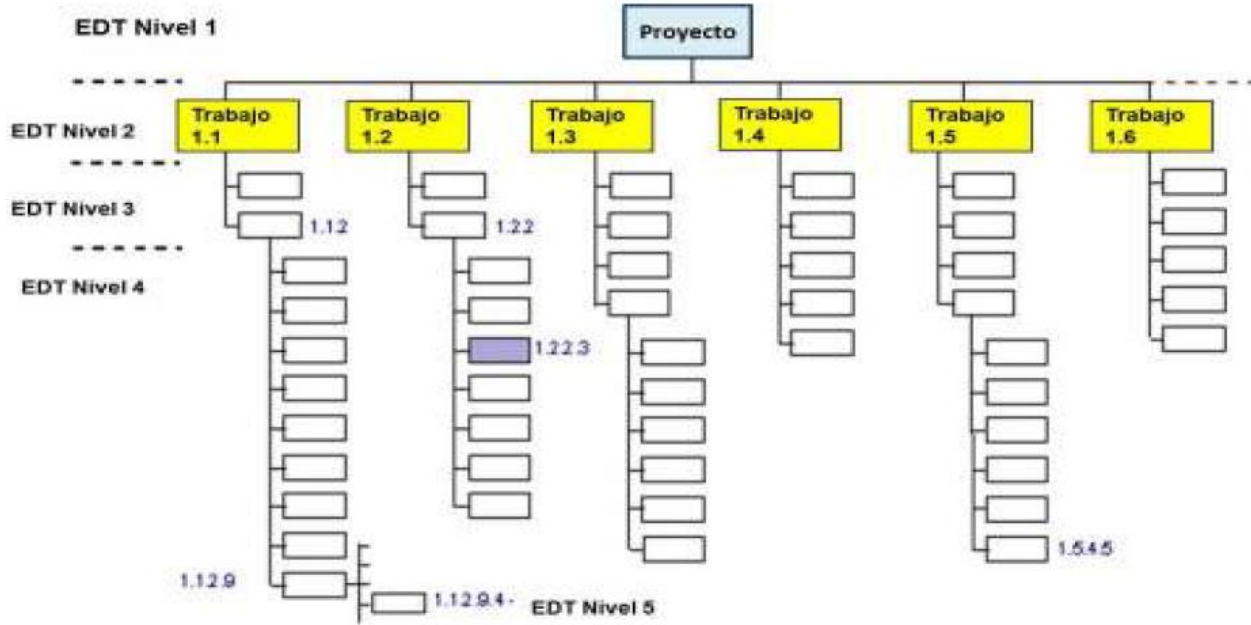 EDT Nivel 1
Proyecto
EDT Nivel 2
Trabajo
1.1
Trabajo
1.2
Trabajo
1.3
Trabajo
1.4
Trabajo
1.5
Trabajo
1.6
EDT Nivel 3
1.1.2
1.2.2
EDT Nivel 4
1.2.2.3
1.5.4.5
1.1.2.9
1.1.2.9.4 -
EDT Nivel 5